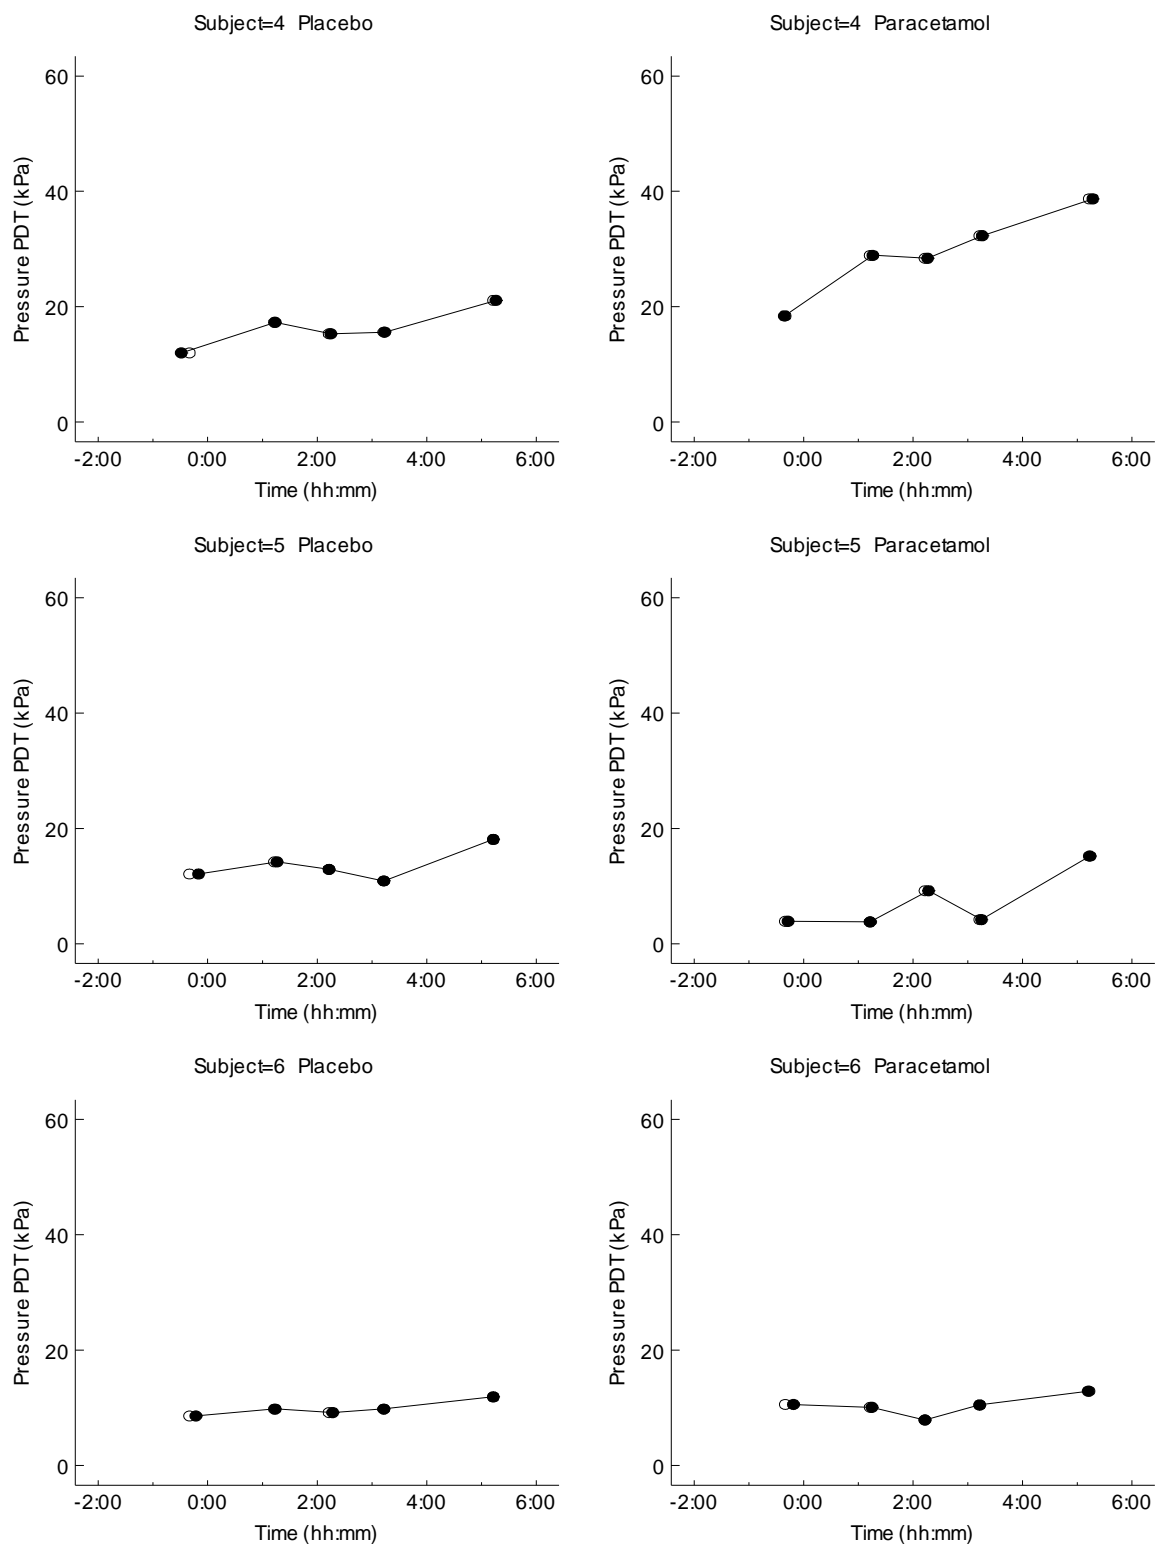 Subject=4 Placebo
60
40
20
0
Pressure PDT (kPa)
-2:00 0:00 2:00 4:00 6:00
Time (hh:mm)
Subject=4 Paracetamol
60
40
20
0
Pressure PDT (kPa)
-2:00 0:00 2:00 4:00 6:00
Time (hh:mm)
Subject=5 Placebo
60
40
20
0
Pressure PDT (kPa)
-2:00 0:00 2:00 4:00 6:00
Time (hh:mm)
Subject=5 Paracetamol
60
40
20
0
Pressure PDT (kPa)
-2:00 0:00 2:00 4:00 6:00
Time (hh:mm)
Subject=6 Placebo
60
40
20
0
Pressure PDT (kPa)
-2:00 0:00 2:00 4:00 6:00
Time (hh:mm)
Subject=6 Paracetamol
60
40
20
0
Pressure PDT (kPa)
-2:00 0:00 2:00 4:00 6:00
Time (hh:mm)